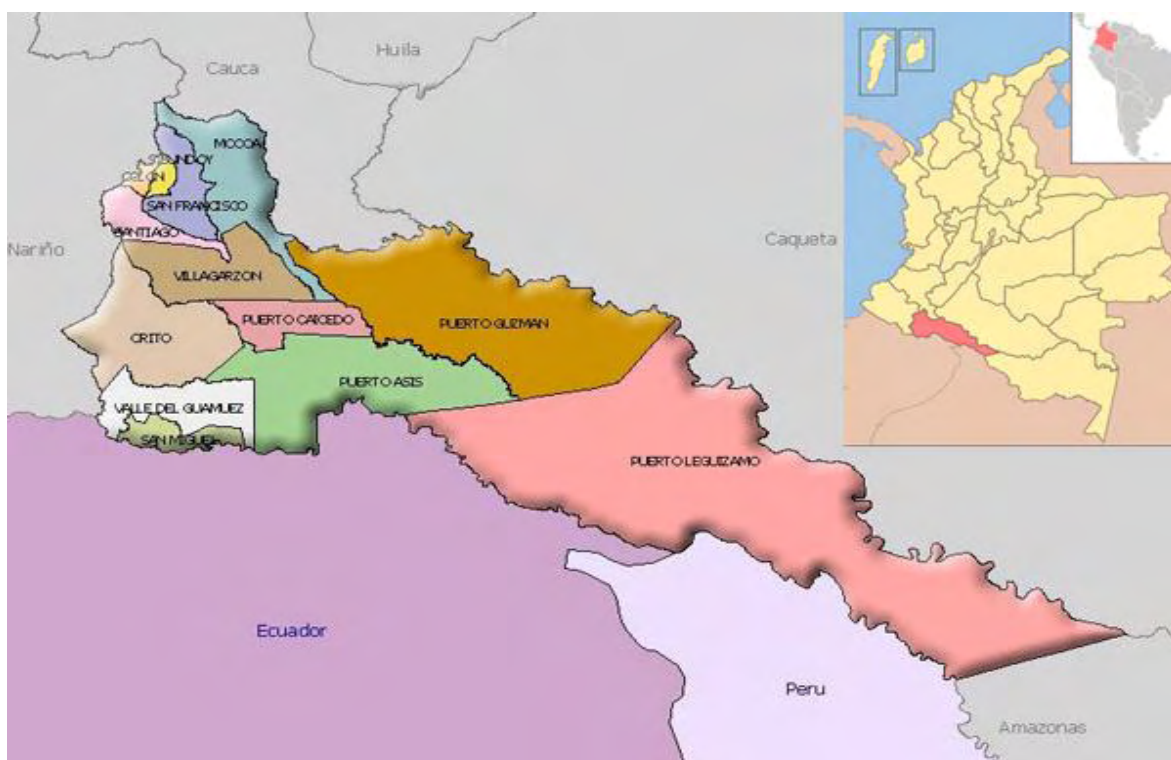 Huila
Cauca
MOCOA
SIBUNDOY
COLON
SAN FRANCISCO
SANTIAGO
Nariño
Caqueta
VILLAGARZON
PUERTO CAICEDO
PUERTO GUZMAN
ORITO
PUERTO ASIS
VALLE DEL GUAMUEZ
SAN MIGUEL
PUERTO LEGUIZAMO
Ecuador
Peru
Amazonas